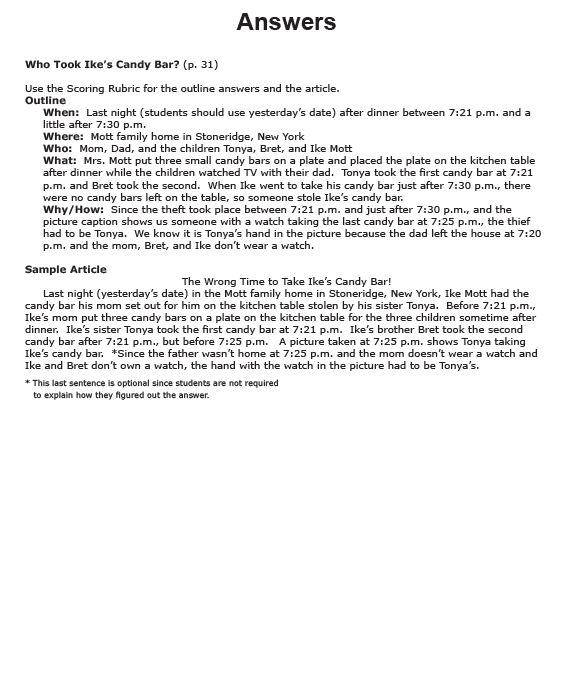 Answers
Who Took Ike's Candy Bar? (p. 31)
Use the Scoring Rubric for the outline answers and the article.
Outline
When:  Last night (students should use yesterday's date) after dinner between 7:21 p.m. and a
little after 7:30 p.m.
Where:  Mott family home in Stoneridge, New York
Who:  Mom, Dad, and the children Tonya, Bret, and Ike Mott
What:  Mrs. Mott put three small candy bars on a plate and placed the plate on the kitchen table
after dinner while the children watched TV with their dad.  Tonya took the first candy bar at 7:21
p.m. and Bret took the second.  When Ike went to take his candy bar just after 7:30 p.m., there
were no candy bars left on the table, so someone stole Ike's candy bar.
Why/How:  Since the theft took place between 7:21 p.m. and just after 7:30 p.m., and the
picture caption shows us someone with a watch taking the last candy bar at 7:25 p.m., the thief
had to be Tonya.  We know it is Tonya's hand in the picture because the dad left the house at 7:20
p.m. and the mom, Bret, and Ike don't wear a watch.
Sample Article
The Wrong Time to Take Ike's Candy Bar!
Last night (yesterday's date) in the Mott family home in Stoneridge, New York, Ike Mott had the
candy bar his mom set out for him on the kitchen table stolen by his sister Tonya.  Before 7:21 p.m.,
Ike's mom put three candy bars on a plate on the kitchen table for the three children sometime after
dinner.  Ike's sister Tonya took the first candy bar at 7:21 p.m.  Ike's brother Bret took the second
candy bar after 7:21 p.m., but before 7:25 p.m.   A picture taken at 7:25 p.m. shows Tonya taking
Ike's candy bar.  *Since the father wasn't home at 7:25 p.m. and the mom doesn't wear a watch and
Ike and Bret don't own a watch, the hand with the watch in the picture had to be Tonya's.
* This last sentence is optional since students are not required
to explain how they figured out the answer.